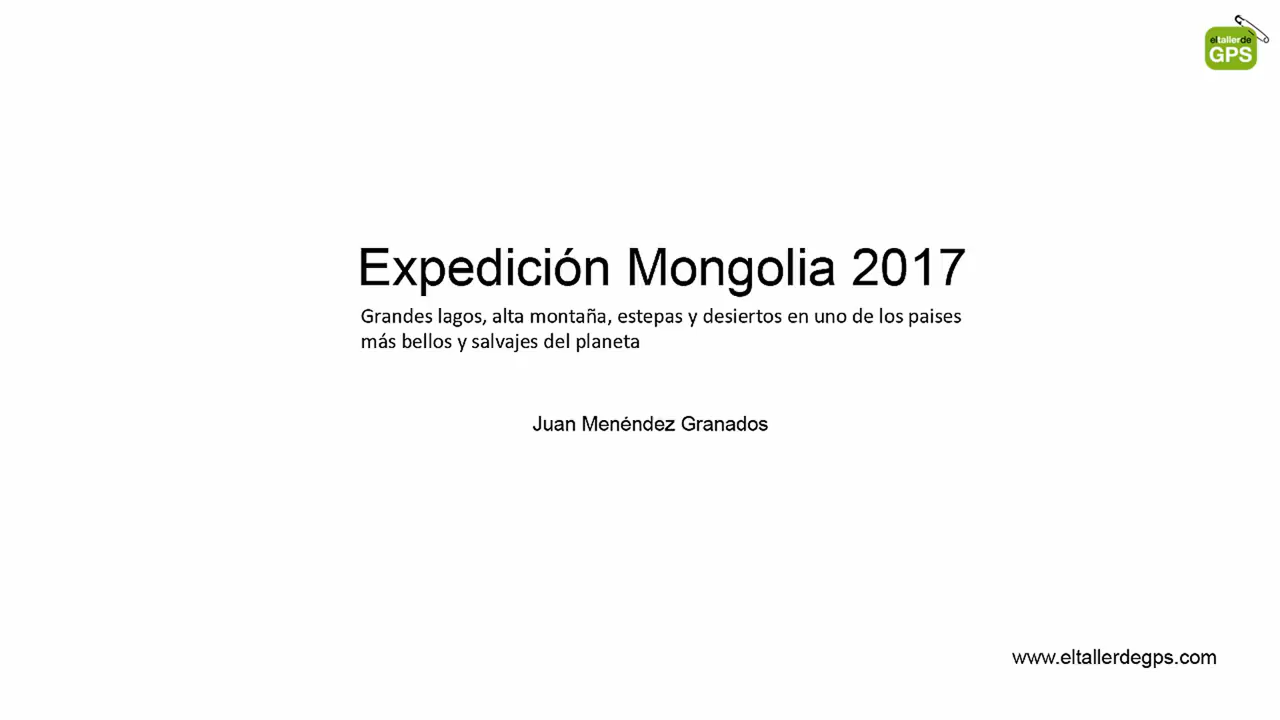 eltallerde
GPS
Expedición Mongolia 2017
Grandes lagos, alta montaña, estepas y desiertos en uno de los paises
más bellos y salvajes del planeta
Juan Menéndez Granados
www.eltallerdegps.com